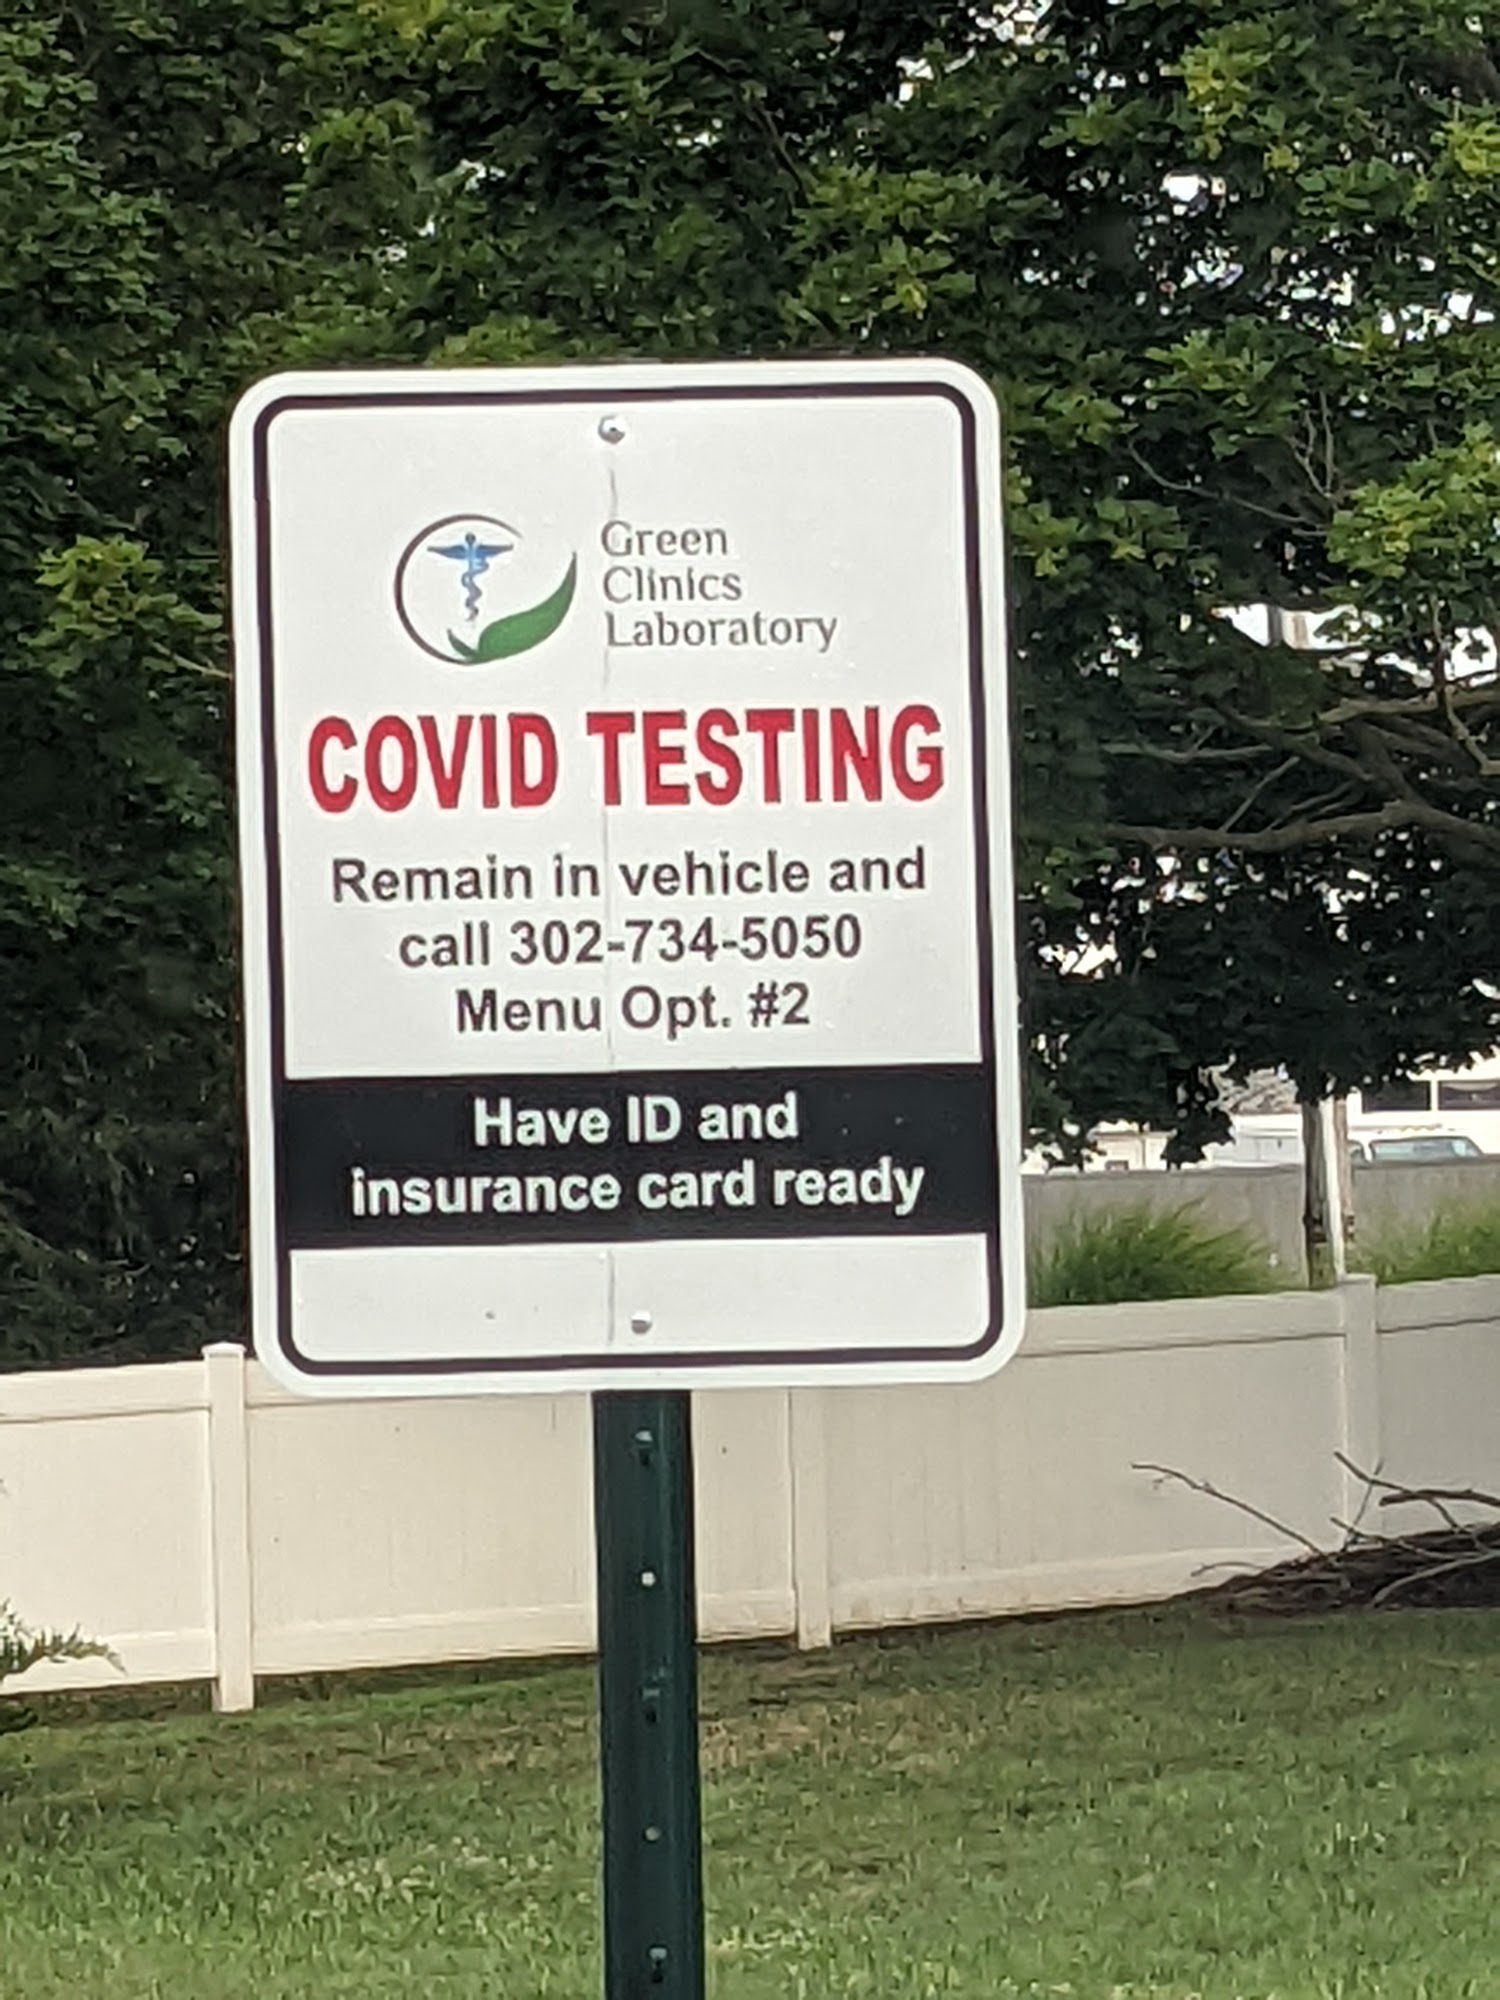 Green
Clinics
Laboratory
COVID TESTING
Remain in vehicle and
call 302-734-5050
Menu Opt. #2
Have ID and
insurance card ready